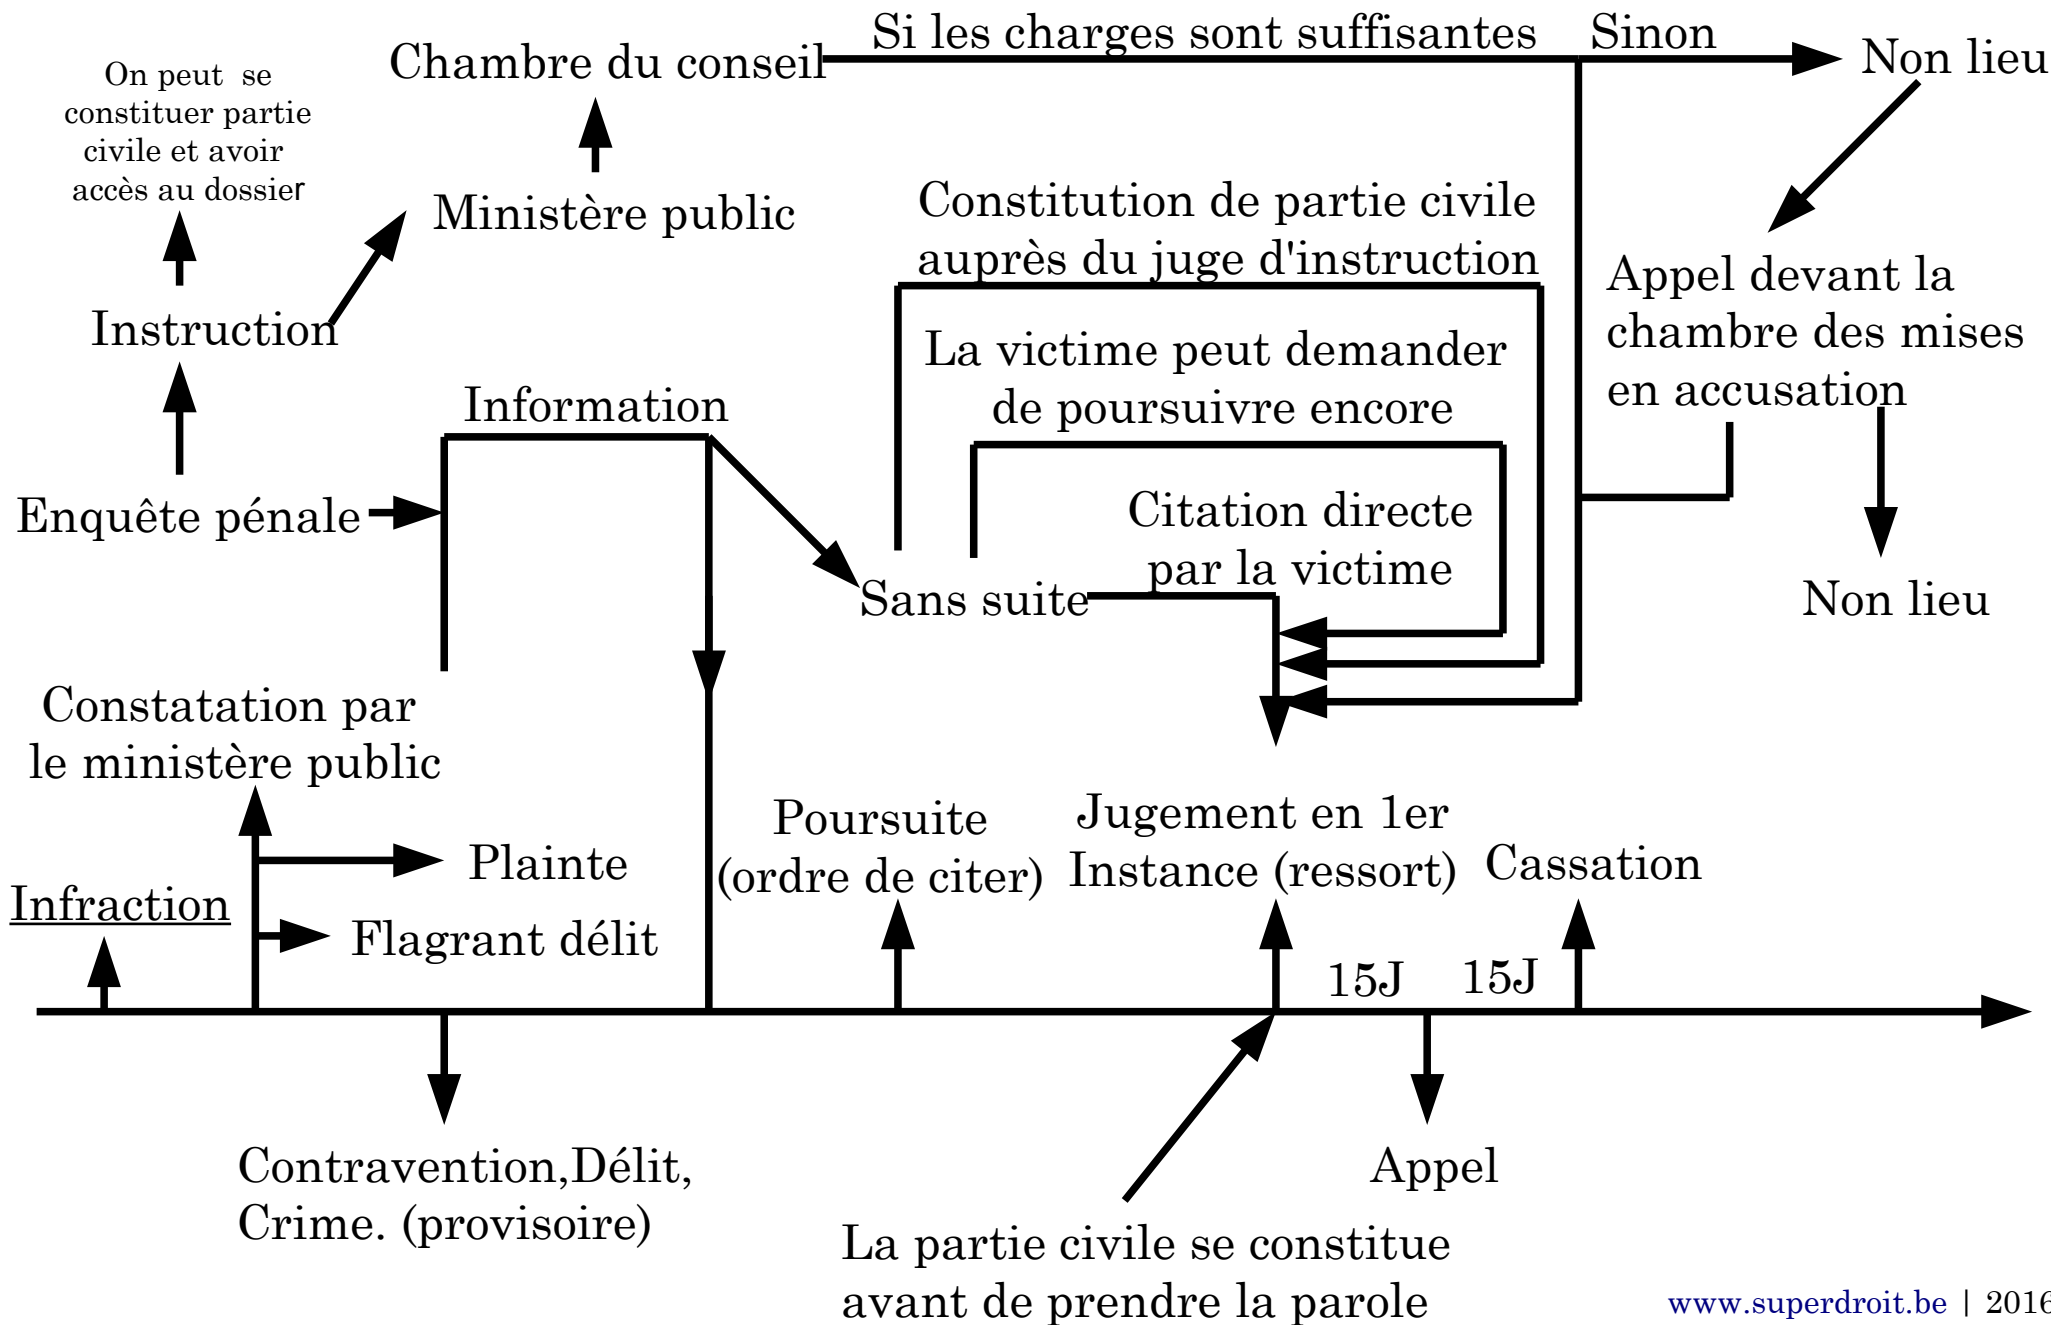 Si les charges sont suffisantes
Sinon
Chambre du conseil
Non lieu
On peut se
constituer partie
civile et avoir
accès au dossier
Ministère public
Constitution de partie civile
auprès du juge d'instruction
Appel devant la
chambre des mises
en accusation
Instruction
La victime peut demander
de poursuivre encore
Information
Enquête pénale
Citation directe
par la victime
Sans suite
Non lieu
Constatation par
le ministère public
Poursuite
(ordre de citer)
Jugement en 1er
Instance (ressort)
Cassation
Plainte
Infraction
Flagrant délit
15J
15J
Contravention,Délit,
Crime. (provisoire)
Appel
La partie civile se constitue
avant de prendre la parole
www.superdroit.be | 2016